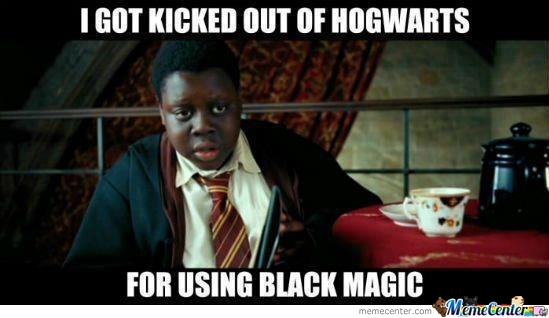 I GOT KICKED OUT OF HOGWARTS
FOR USING BLACK MAGIC
memecenter.com MemeCenter